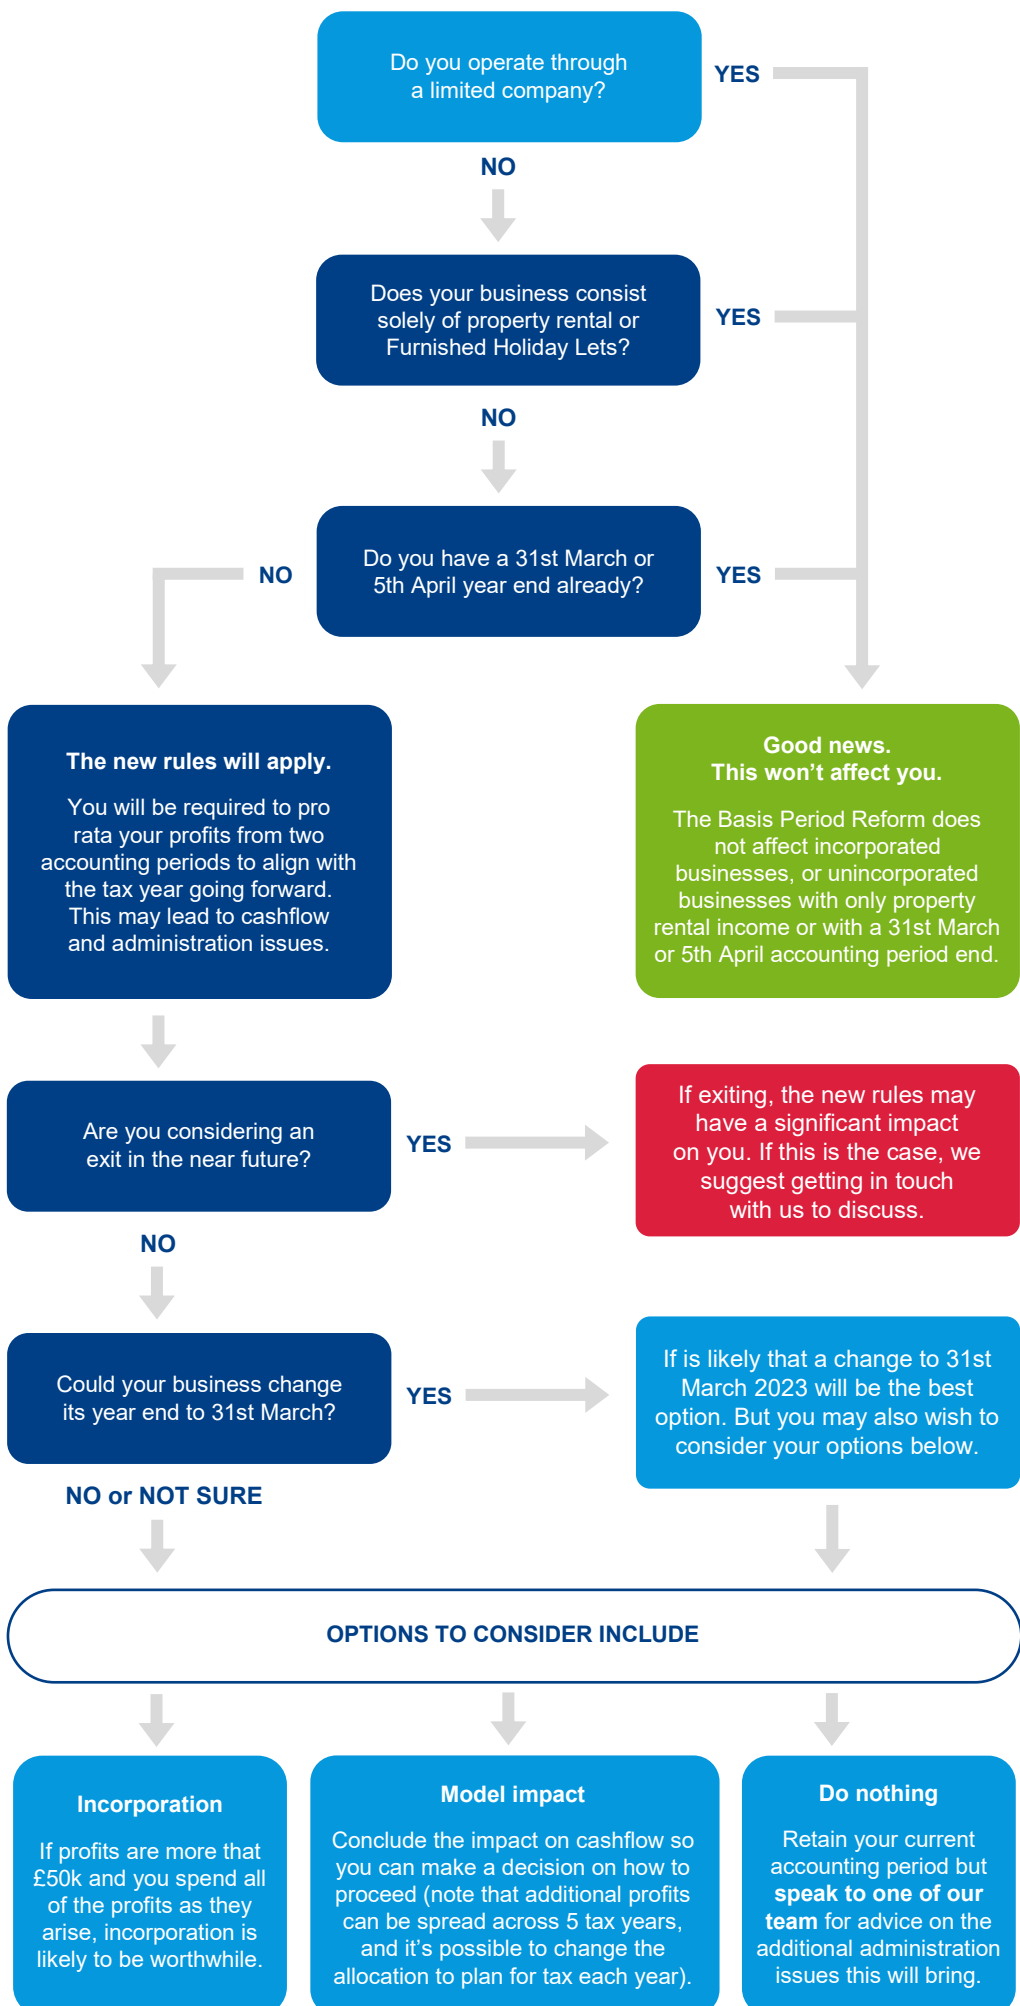 Do you operate through
a limited company?
YES
NO
Does your business consist
solely of property rental or
Furnished Holiday Lets?
YES
NO
Do you have a 31st March or
5th April year end already?
NO
YES
The new rules will apply.
You will be required to pro
rata your profits from two
accounting periods to align with
the tax year going forward.
This may lead to cashflow
and administration issues.
Good news.
This won’t affect you.
The Basis Period Reform does
not affect incorporated
businesses, or unincorporated
businesses with only property
rental income or with a 31st March
or 5th April accounting period end.
Are you considering an
exit in the near future?
YES
If exiting, the new rules may
have a significant impact
on you. If this is the case, we
suggest getting in touch
with us to discuss.
NO
Could your business change
its year end to 31st March?
YES
If is likely that a change to 31st
March 2023 will be the best
option. But you may also wish to
consider your options below.
NO or NOT SURE
OPTIONS TO CONSIDER INCLUDE
Incorporation
If profits are more that
£50k and you spend all
of the profits as they
arise, incorporation is
likely to be worthwhile.
Model impact
Conclude the impact on cashflow so
you can make a decision on how to
proceed (note that additional profits
can be spread across 5 tax years,
and it’s possible to change the
allocation to plan for tax each year).
Do nothing
Retain your current
accounting period but
speak to one of our
team for advice on the
additional administration
issues this will bring.